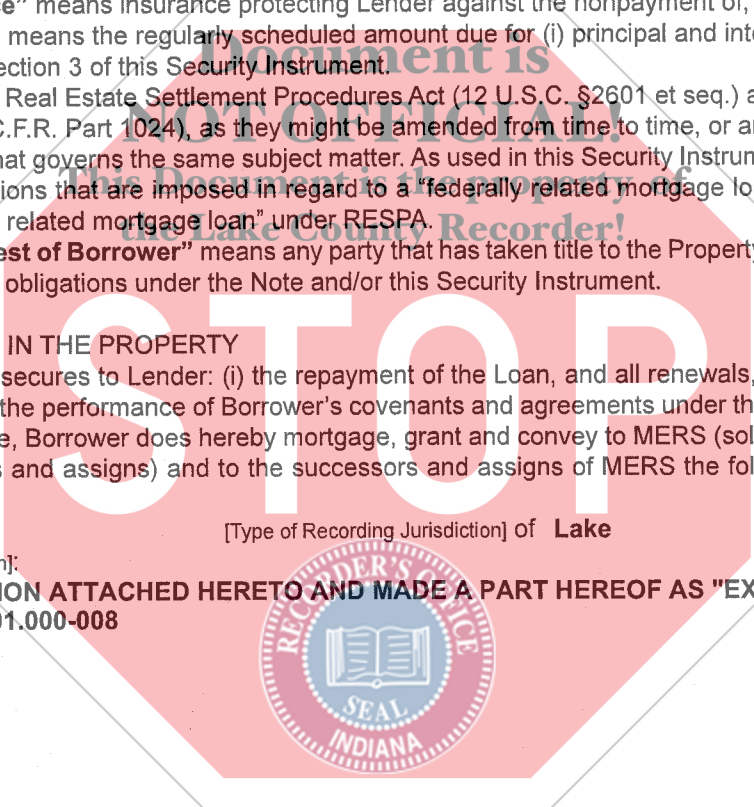 ce” means insurance protecting Lender against the nonpayment of,
means the regularly scheduled amount due for (i) principal and inte
ection 3 of this Security Instrument.
Document is
Real Estate Settlement Procedures Act (12 U.S.C. §2601 et seq.) a
NOT OFFICIAL!
C.F.R. Part 1024), as they might be amended from time to time, or a
hat governs the same subject matter. As used in this Security Instrum
This Document is the property of
tions that are imposed in regard to a “federally related mortgage lo
related mortgage loan” under RESPA.
the Lake County Recorder!
est of Borrower” means any party that has taken title to the Property
obligations under the Note and/or this Security Instrument.
STOP
IN THE PROPERTY
secures to Lender: (i) the repayment of the Loan, and all renewals,
the performance of Borrower’s covenants and agreements under th
e, Borrower does hereby mortgage, grant and convey to MERS (sol
s and assigns) and to the successors and assigns of MERS the fol
[Type of Recording Jurisdiction] of Lake
n]:
ION ATTACHED HERETO AND MADE A PART HEREOF AS "EX
01.000-008
RECORDER'S OFFICE
SEAL
INDIANA